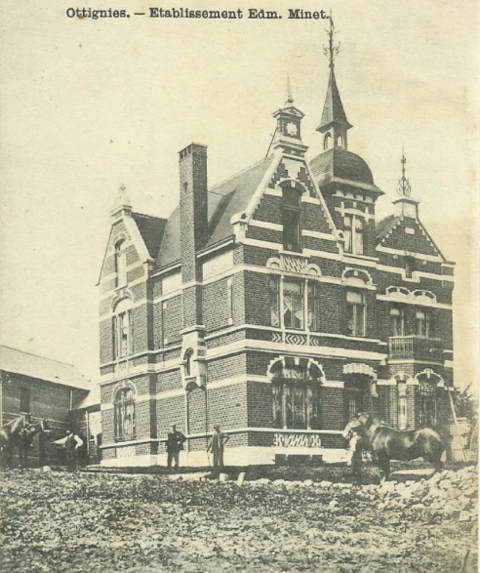 Ottignies. — Etablissement Edm. Minet.